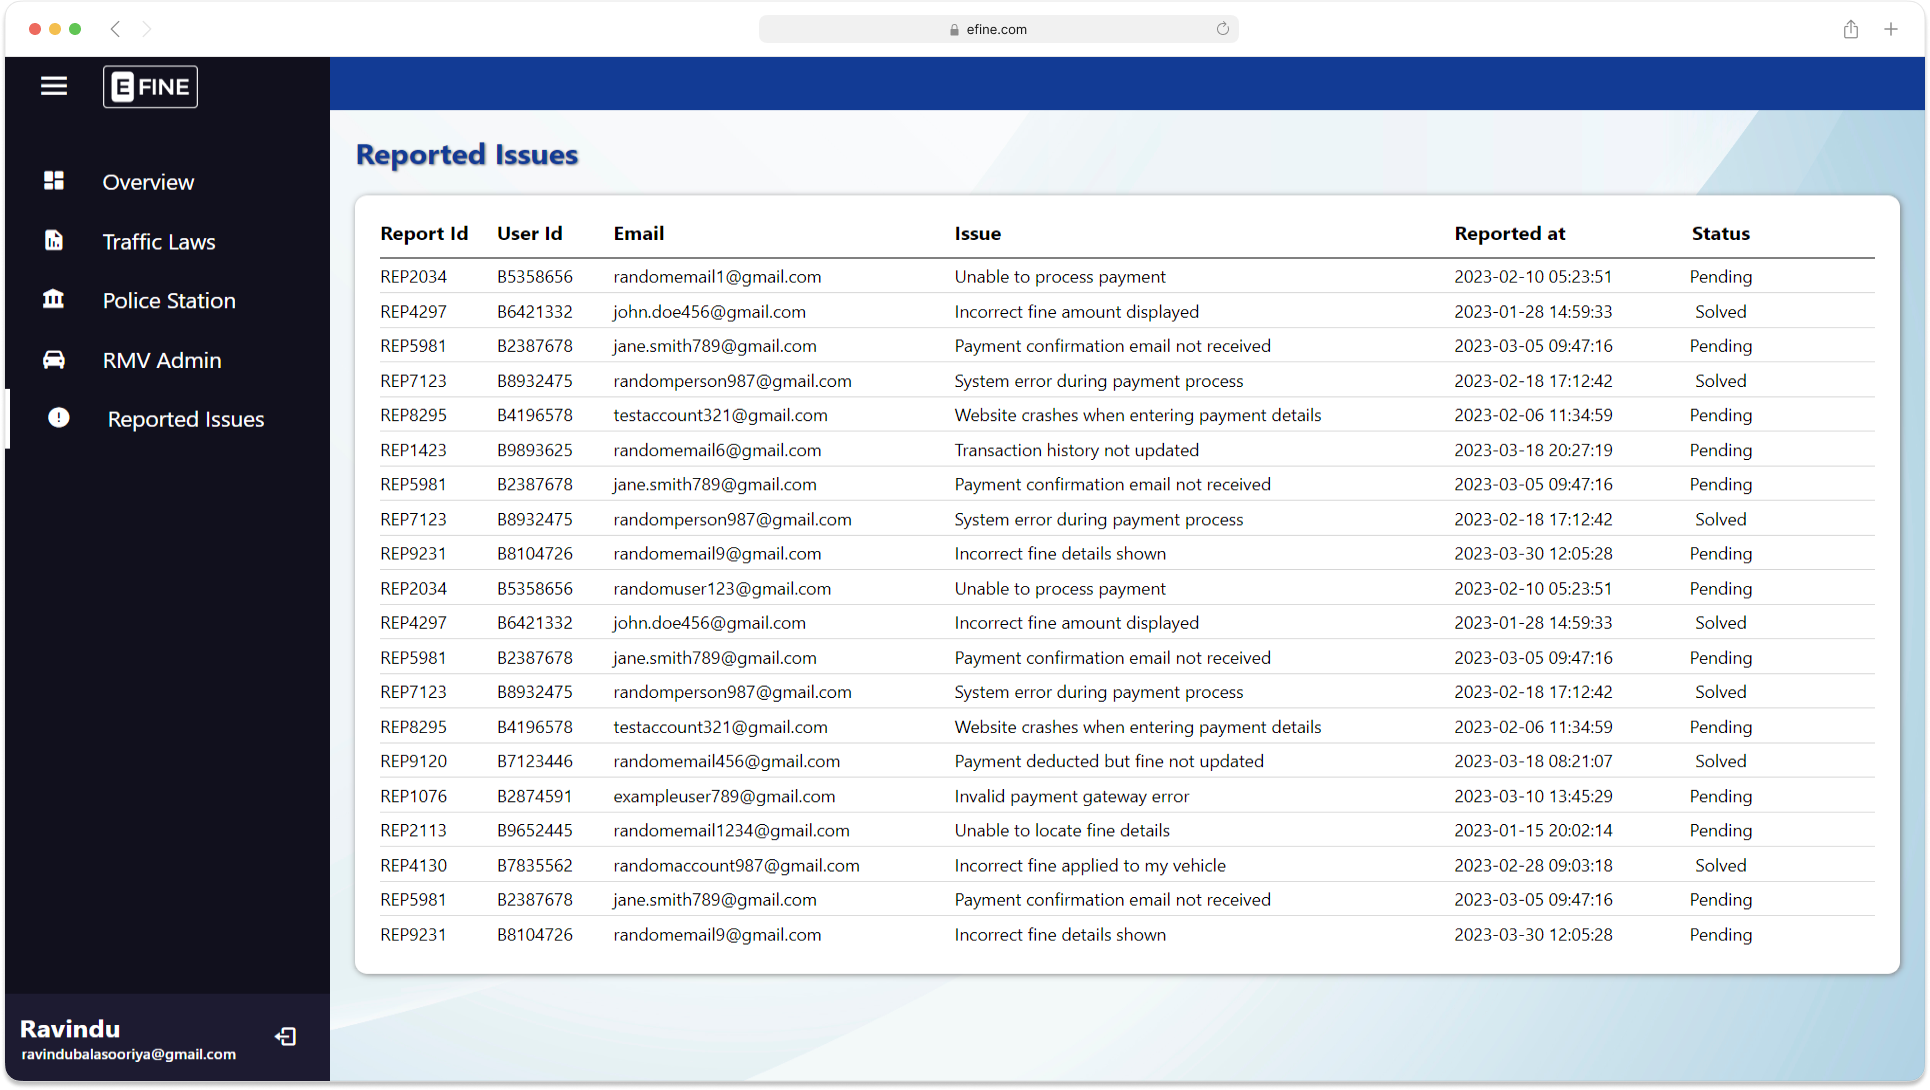 efine.com
E FINE
Overview
Traffic Laws
Police Station
RMV Admin
Reported Issues
Ravindu
ravindubalasooriya@gmail.com
Reported Issues
Report Id User Id Email Issue Reported at Status
REP2034 B5358656 randomemail1@gmail.com Unable to process payment 2023-02-10 05:23:51 Pending
REP4297 B6421332 john.doe456@gmail.com Incorrect fine amount displayed 2023-01-28 14:59:33 Solved
REP5981 B2387678 jane.smith789@gmail.com Payment confirmation email not received 2023-03-05 09:47:16 Pending
REP7123 B8932475 randomperson987@gmail.com System error during payment process 2023-02-18 17:12:42 Solved
REP8295 B4196578 testaccount321@gmail.com Website crashes when entering payment details 2023-02-06 11:34:59 Pending
REP1423 B9893625 randomemail6@gmail.com Transaction history not updated 2023-03-18 20:27:19 Pending
REP5981 B2387678 jane.smith789@gmail.com Payment confirmation email not received 2023-03-05 09:47:16 Pending
REP7123 B8932475 randomperson987@gmail.com System error during payment process 2023-02-18 17:12:42 Solved
REP9231 B8104726 randomemail9@gmail.com Incorrect fine details shown 2023-03-30 12:05:28 Pending
REP2034 B5358656 randomuser123@gmail.com Unable to process payment 2023-02-10 05:23:51 Pending
REP4297 B6421332 john.doe456@gmail.com Incorrect fine amount displayed 2023-01-28 14:59:33 Solved
REP5981 B2387678 jane.smith789@gmail.com Payment confirmation email not received 2023-03-05 09:47:16 Pending
REP7123 B8932475 randomperson987@gmail.com System error during payment process 2023-02-18 17:12:42 Solved
REP8295 B4196578 testaccount321@gmail.com Website crashes when entering payment details 2023-02-06 11:34:59 Pending
REP9120 B7123446 randomemail456@gmail.com Payment deducted but fine not updated 2023-03-18 08:21:07 Solved
REP1076 B2874591 exampleuser789@gmail.com Invalid payment gateway error 2023-03-10 13:45:29 Pending
REP2113 B9652445 randomemail1234@gmail.com Unable to locate fine details 2023-01-15 20:02:14 Pending
REP4130 B7835562 randomaccount987@gmail.com Incorrect fine applied to my vehicle 2023-02-28 09:03:18 Solved
REP5981 B2387678 jane.smith789@gmail.com Payment confirmation email not received 2023-03-05 09:47:16 Pending
REP9231 B8104726 randomemail9@gmail.com Incorrect fine details shown 2023-03-30 12:05:28 Pending